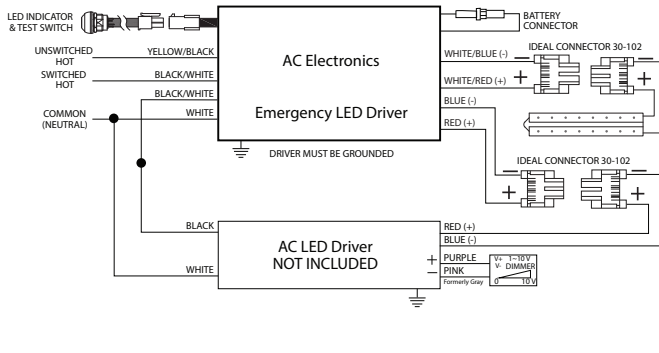 LED INDICATOR
& TEST SWITCH
BATTERY
CONNECTOR
UNSWITCHED
HOT
YELLOW/BLACK
SWITCHED
HOT
BLACK/WHITE
BLACK/WHITE
COMMON
(NEUTRAL)
WHITE
AC Electronics
Emergency LED Driver
WHITE/BLUE (-)
WHITE/RED (+)
BLUE (-)
RED (+)
IDEAL CONNECTOR 30-102
— —
+ +
DRIVER MUST BE GROUNDED
IDEAL CONNECTOR 30-102
— —
+ +
BLACK
WHITE
AC LED Driver
NOT INCLUDED
RED (+)
BLUE (-)
+ PURPLE
— PINK
Formerly Gray
V+ 1~10 V
V- DIMMER
0 10 V